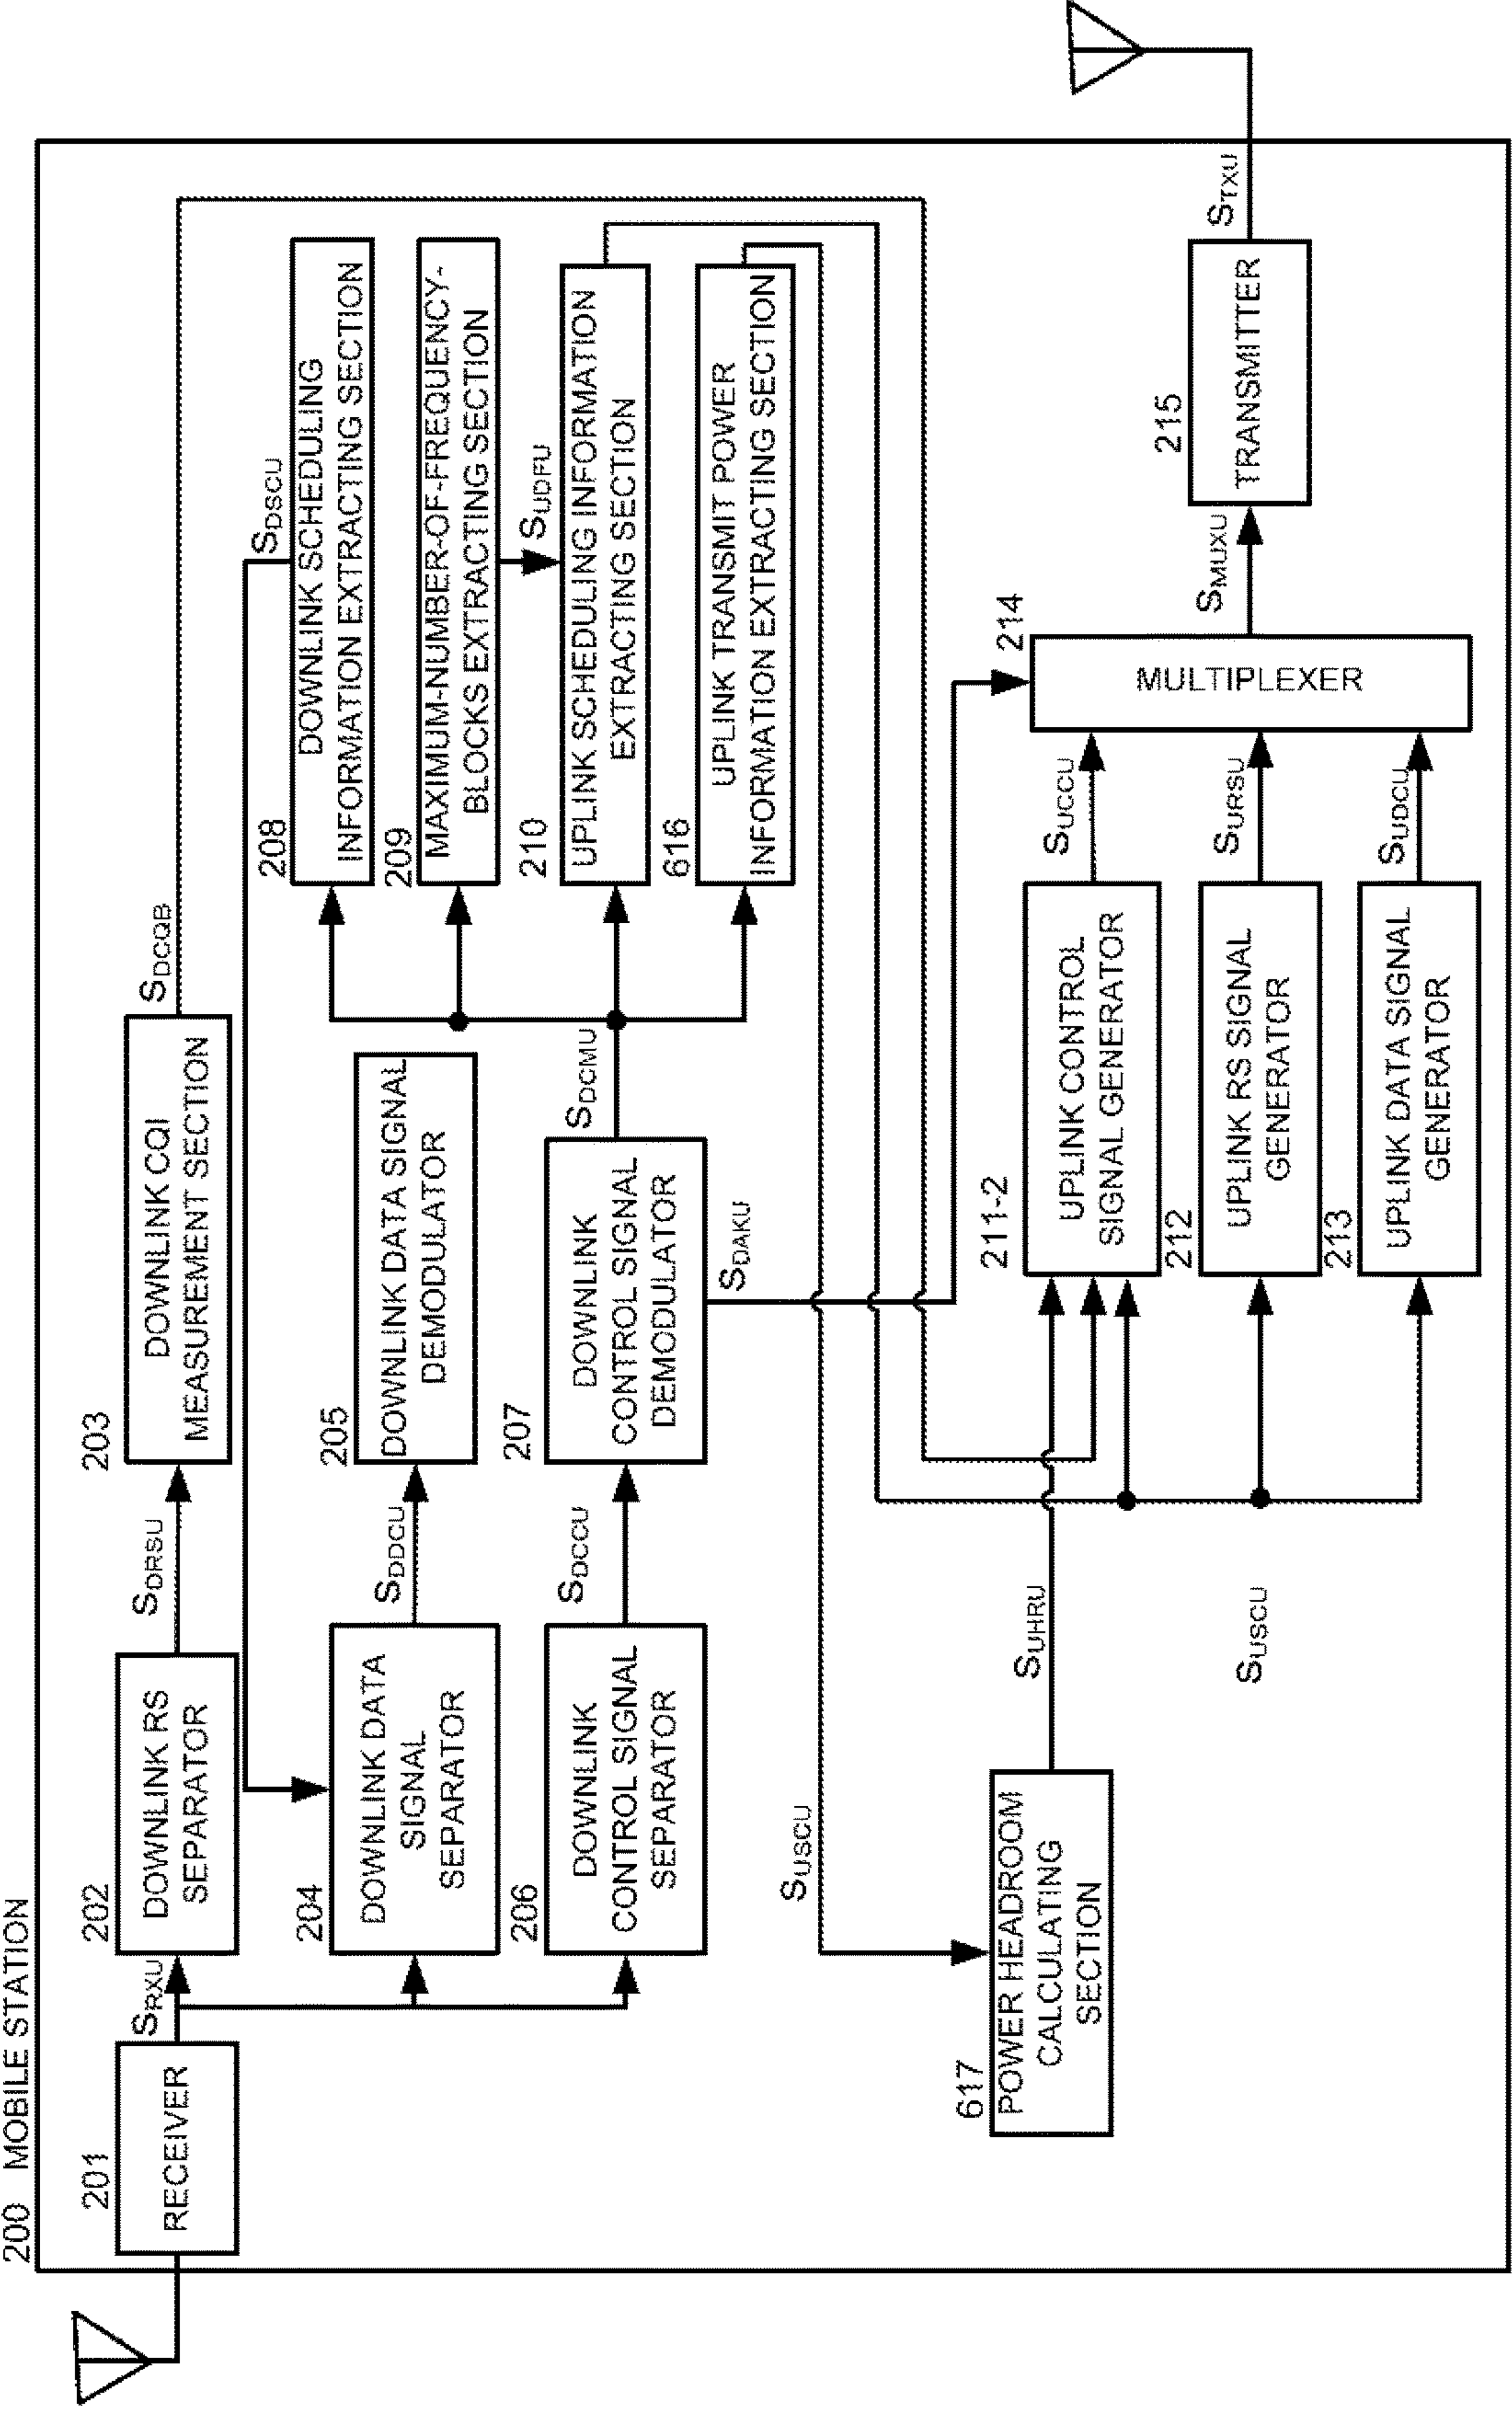 200 MOBILE STATION
201
RECEIVER
SRXU
202
DOWNLINK RS
SEPARATOR
SDRSU
203
DOWNLINK CQI
MEASUREMENT SECTION
SDCQB
204
DOWNLINK DATA
SIGNAL
SEPARATOR
SDDCU
205
DOWNLINK DATA SIGNAL
DEMODULATOR
206
DOWNLINK
CONTROL SIGNAL
SEPARATOR
SDCCU
207
DOWNLINK
CONTROL SIGNAL
DEMODULATOR
SDCMU
SDAKU
SDSCU
208
DOWNLINK SCHEDULING
INFORMATION EXTRACTING SECTION
209
MAXIMUM-NUMBER-OF-FREQUENCY-
BLOCKS EXTRACTING SECTION
SUDFU
210
UPLINK SCHEDULING INFORMATION
EXTRACTING SECTION
616
UPLINK TRANSMIT POWER
INFORMATION EXTRACTING SECTION
SUSCU
617
POWER HEADROOM
CALCULATING
SECTION
SUHRU
SUSCU
211-2
UPLINK CONTROL
SIGNAL GENERATOR
SUCCU
212
UPLINK RS SIGNAL
GENERATOR
SURSU
213
UPLINK DATA SIGNAL
GENERATOR
SUDCU
214
MULTIPLEXER
SMUXU
215
TRANSMITTER
STXU